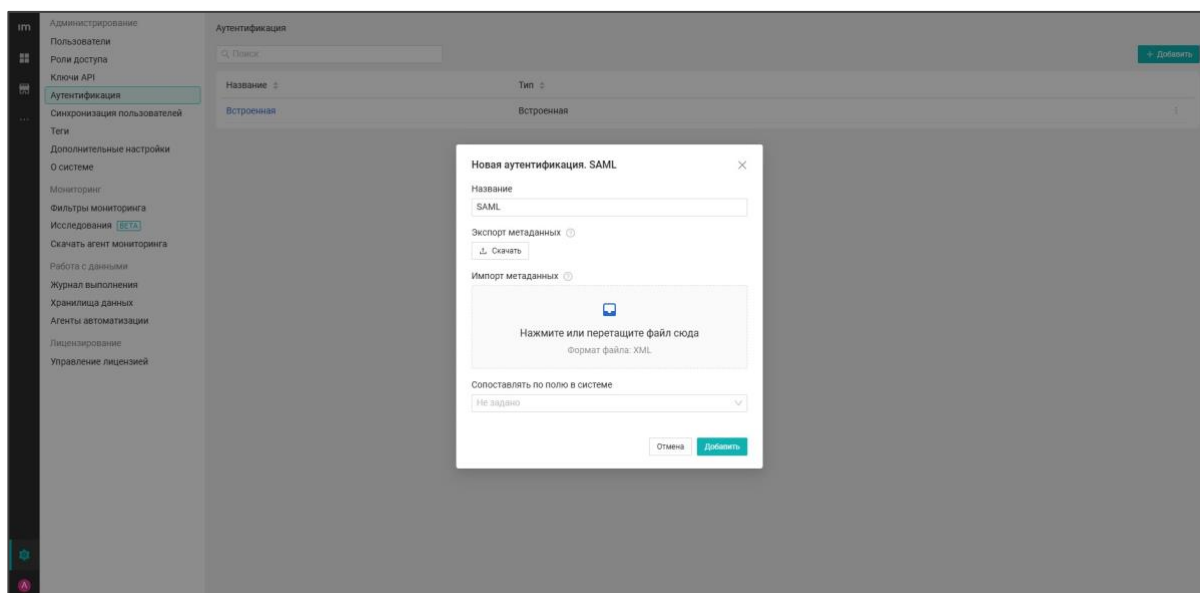 im
Администрирование
Пользователи
Роли доступа
Ключи API
Аутентификация
Синхронизация пользователей
Теги
Дополнительные настройки
О системе
Мониторинг
Фильтры мониторинга
Исследования BETA
Скачать агент мониторинга
Работа с данными
Журнал выполнения
Хранилища данных
Агенты автоматизации
Лицензирование
Управление лицензией
A
Аутентификация
Поиск
+ Добавить
Название Тип
Встроенная Встроенная
Новая аутентификация. SAML
Название
SAML
Экспорт метаданных
Скачать
Импорт метаданных
Нажмите или перетащите файл сюда
Формат файла: XML
Сопоставлять по полю в системе
Не задано
Отмена Добавить